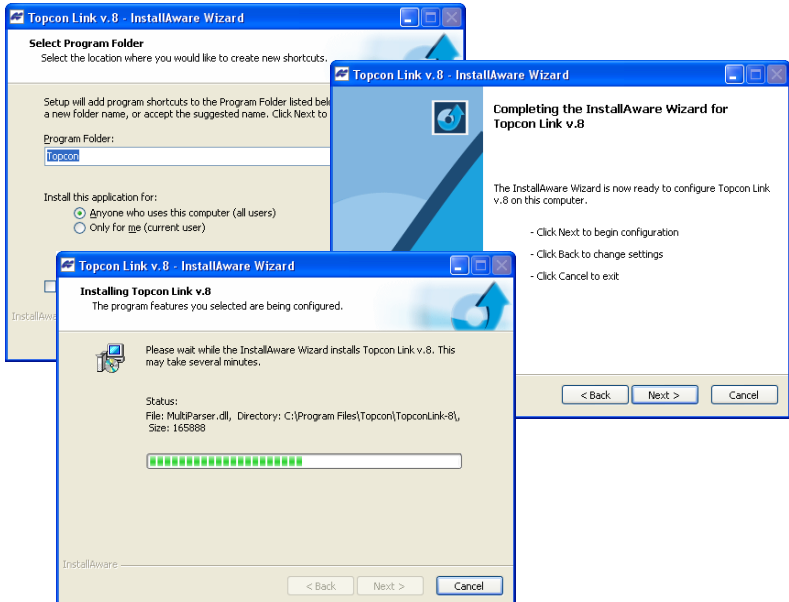 Topcon Link v.8 - InstallAware Wizard
Select Program Folder
Select the location where you would like to create new shortcuts.
Setup will add program shortcuts to the Program Folder listed
a new folder name, or accept the suggested name. Click Next to
Program Folder:
Topcon
Install this application for:
Anyone who uses this computer (all users)
Only for me (current user)
Topcon Link v.8 - InstallAware Wizard
Completing the InstallAware Wizard for
Topcon Link v.8
The InstallAware Wizard is now ready to configure Topcon Link
v.8 on this computer.
- Click Next to begin configuration
- Click Back to change settings
- Click Cancel to exit
< Back
Next >
Cancel
Topcon Link v.8 - InstallAware Wizard
Installing Topcon Link v.8
The program features you selected are being configured.
Please wait while the InstallAware Wizard installs Topcon Link v.8. This
may take several minutes.
Status:
File: MultiParser.dll, Directory: C:\Program Files\Topcon\TopconLink-8\,
Size: 165888
InstallAware
< Back
Next >
Cancel